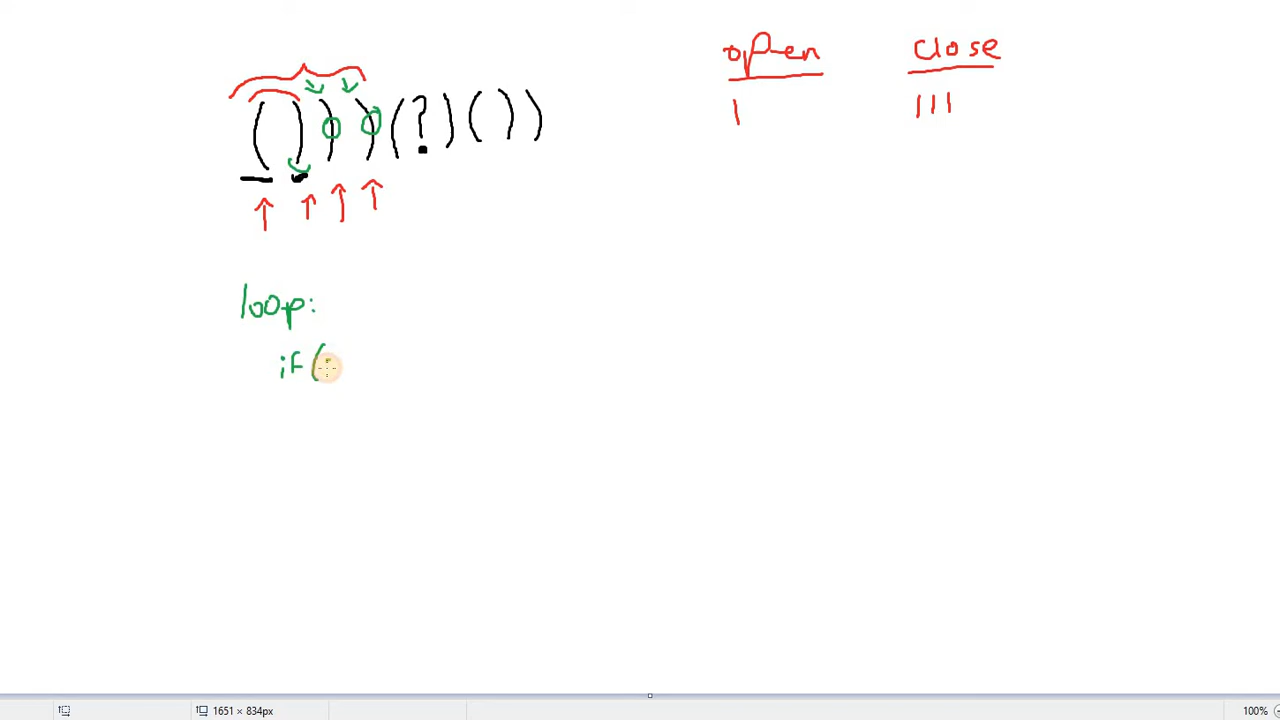 open close
()))(?)())
| |||
loop:
if (
1651 × 834px 100%